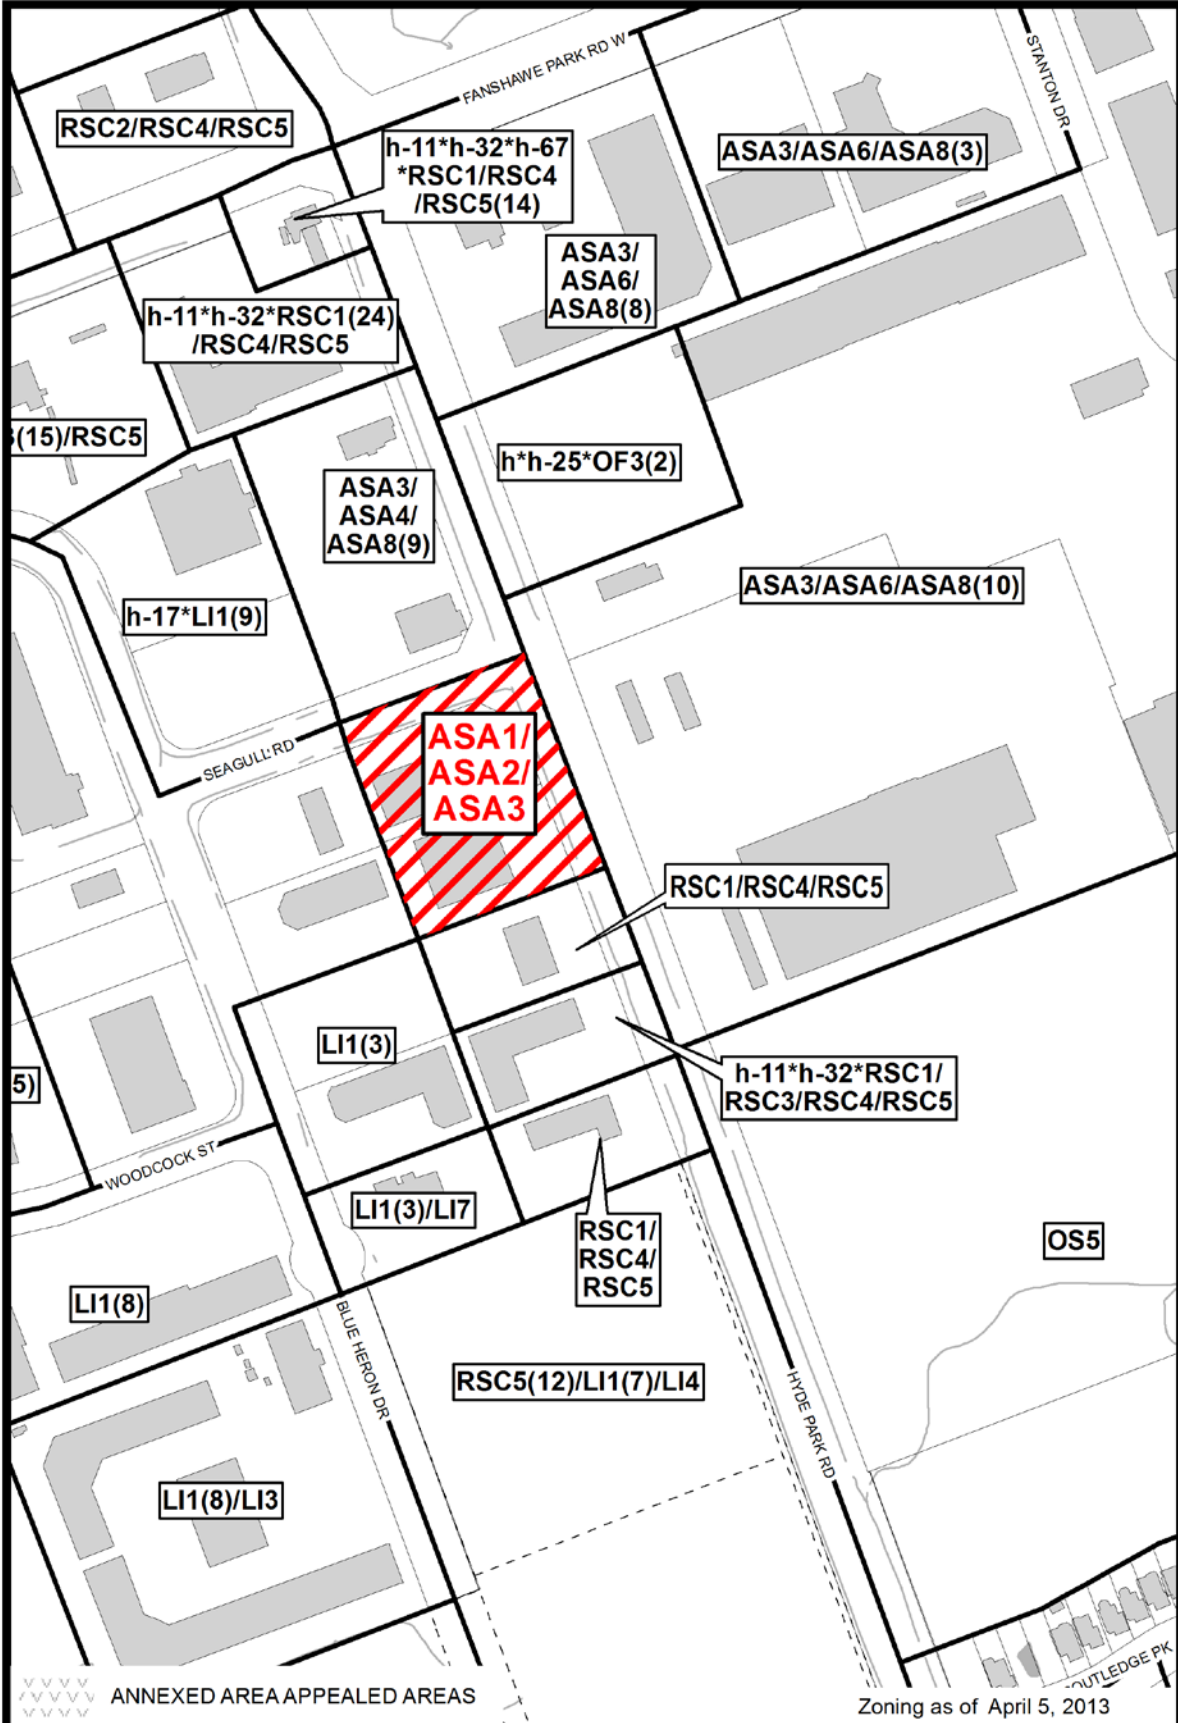 FANSHAWE PARK RD W
STANTON DR
RSC2/RSC4/RSC5
h-11*h-32*h-67
*RSC1/RSC4
/RSC5(14)
ASA3/ASA6/ASA8(3)
ASA3/
ASA6/
ASA8(8)
h-11*h-32*RSC1(24)
/RSC4/RSC5
(15)/RSC5
h*h-25*OF3(2)
ASA3/
ASA4/
ASA8(9)
ASA3/ASA6/ASA8(10)
h-17*LI1(9)
SEAGULL RD
ASA1/
ASA2/
ASA3
RSC1/RSC4/RSC5
LI1(3)
h-11*h-32*RSC1/
RSC3/RSC4/RSC5
5)
WOODCOCK ST
LI1(3)/LI7
RSC1/
RSC4/
RSC5
OS5
LI1(8)
BLUE HERON DR
RSC5(12)/LI1(7)/LI4
HYDE PARK RD
LI1(8)/LI3
OUTLEDGE PK
ANNEXED AREA APPEALED AREAS
Zoning as of April 5, 2013